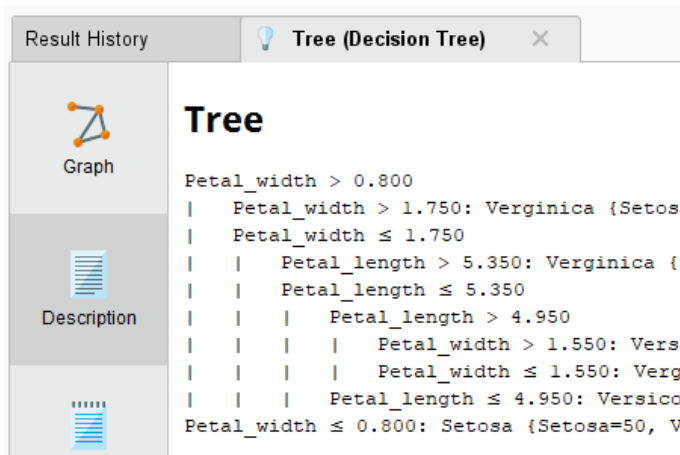 Result History
Tree (Decision Tree)
Graph
Description
Tree
Petal_width > 0.800
|   Petal_width > 1.750: Verginica {Setos
|   Petal_width ≤ 1.750
|   |   Petal_length > 5.350: Verginica {
|   |   Petal_length ≤ 5.350
|   |   |   Petal_length > 4.950
|   |   |   |   Petal_width > 1.550: Vers
|   |   |   |   Petal_width ≤ 1.550: Verg
|   |   |   Petal_length ≤ 4.950: Versico
Petal_width ≤ 0.800: Setosa {Setosa=50, V